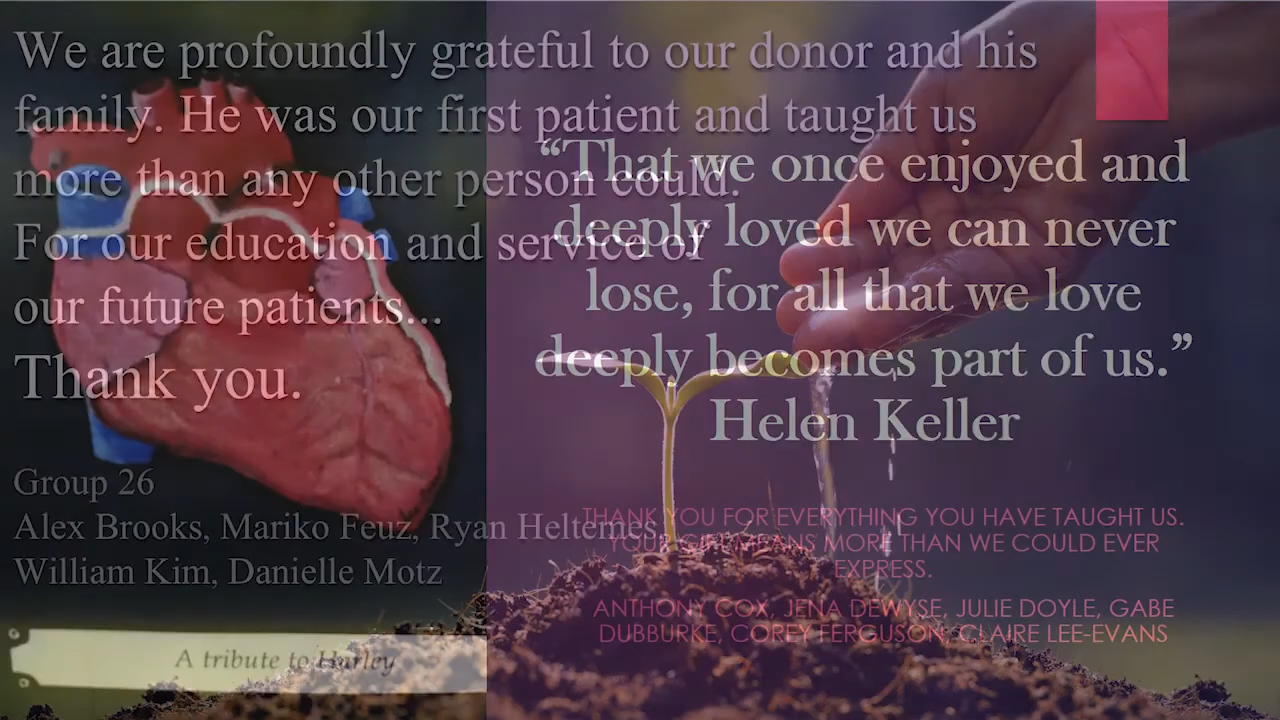 We are profoundly grateful to our donor and his
family. He was our first patient and taught us
more than any other person could.
For our education and service of
our future patients...
Thank you.
Group 26
Alex Brooks, Mariko Feuz, Ryan Heltemes,
William Kim, Danielle Motz
A tribute to Harley
“That we once enjoyed and
deeply loved we can never
lose, for all that we love
deeply becomes part of us.”
Helen Keller
THANK YOU FOR EVERYTHING YOU HAVE TAUGHT US.
YOUR GIFT MEANS MORE THAN WE COULD EVER
EXPRESS.
ANTHONY COX, JENA DEWYSE, JULIE DOYLE, GABE
DUBBURKE, COREY FERGUSON, CLAIRE LEE-EVANS